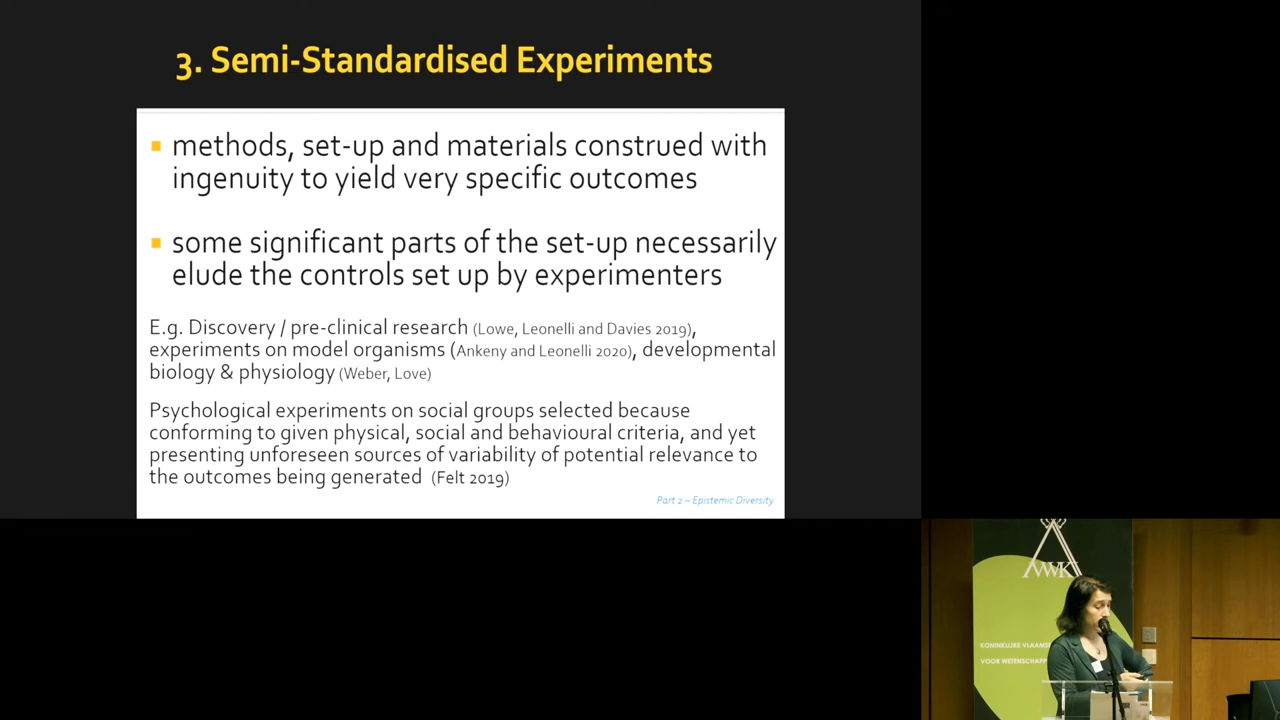 3. Semi-Standardised Experiments
methods, set-up and materials construed with
ingenuity to yield very specific outcomes
some significant parts of the set-up necessarily
elude the controls set up by experimenters
E.g. Discovery / pre-clinical research (Lowe, Leonelli and Davies 2019),
experiments on model organisms (Ankeny and Leonelli 2020), developmental
biology & physiology (Weber, Love)
Psychological experiments on social groups selected because
conforming to given physical, social and behavioural criteria, and yet
presenting unforeseen sources of variability of potential relevance to
the outcomes being generated (Felt 2019)
Part 2 – Epistemic Diversity
KONINKLIJKE VLAAMS
VOOR WETENSCHAPP